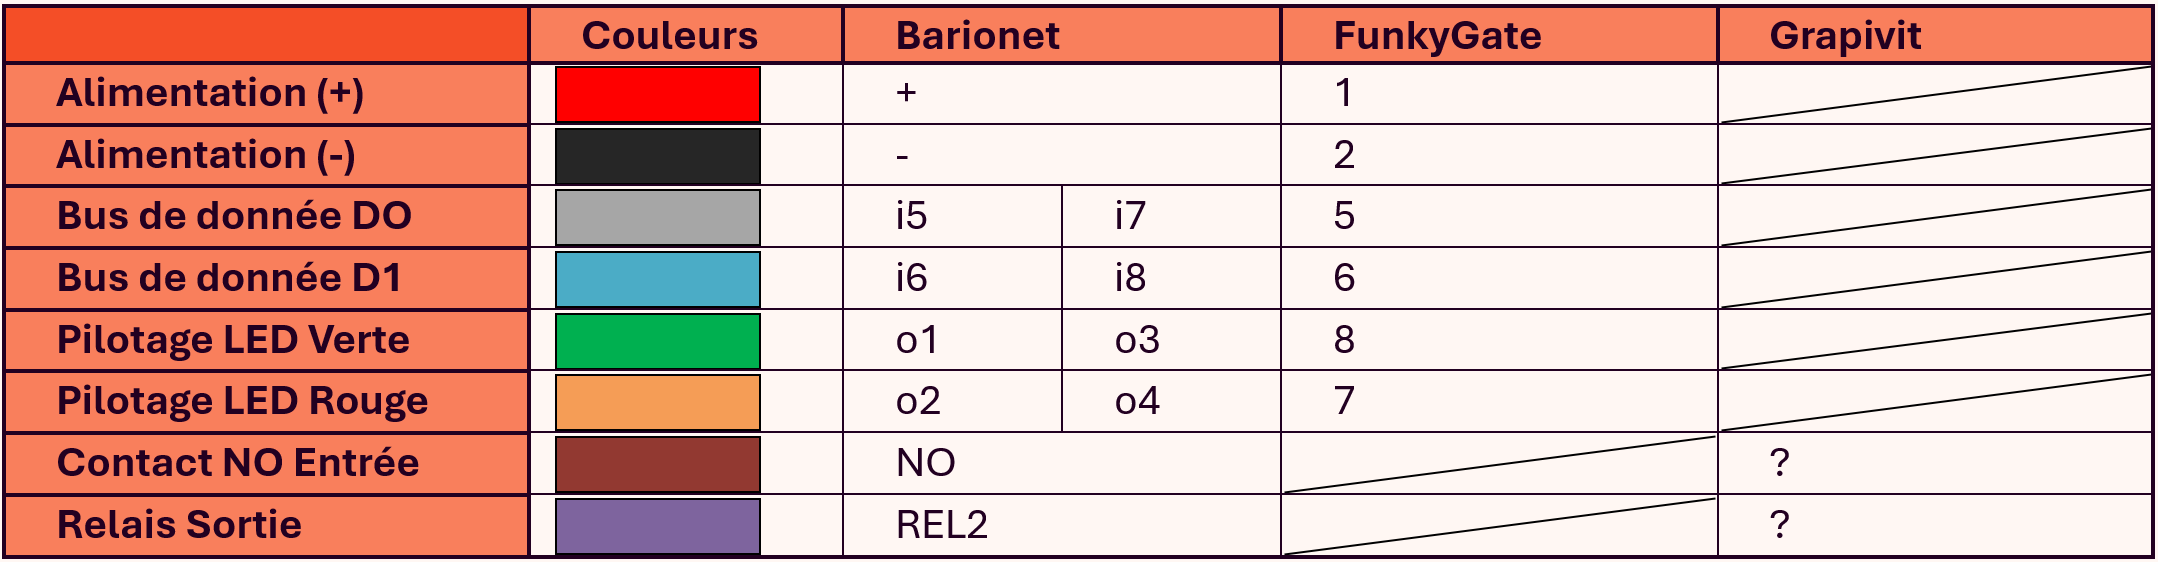 Couleurs Barionet FunkyGate Grapivit
Alimentation (+) + 1
Alimentation (-) - 2
Bus de donnée DO i5 i7 5
Bus de donnée D1 i6 i8 6
Pilotage LED Verte o1 o3 8
Pilotage LED Rouge o2 o4 7
Contact NO Entrée NO ?
Relais Sortie REL2 ?